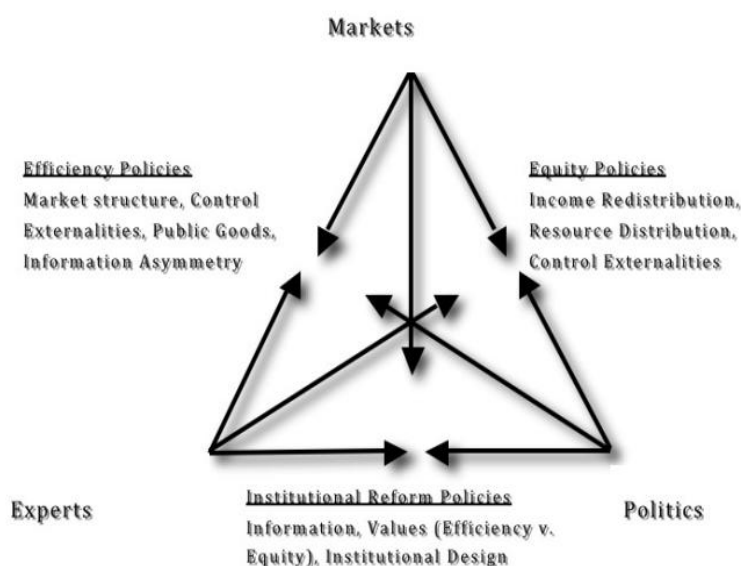 Markets
Efficiency Policies
Market structure, Control
Externalities, Public Goods,
Information Asymmetry
Equity Policies
Income Redistribution,
Resource Distribution,
Control Externalities
Experts
Institutional Reform Policies
Information, Values (Efficiency v.
Equity), Institutional Design
Politics